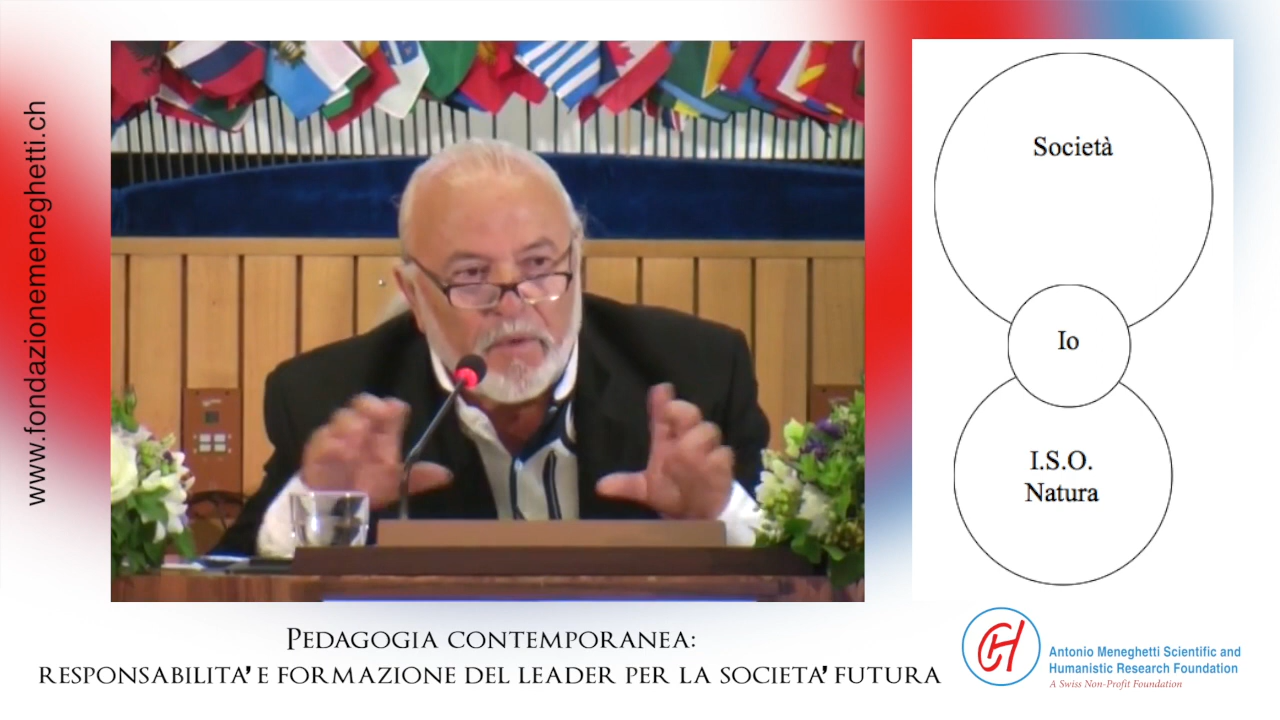 www.fondazionemeneghetti.ch
Società
Io
I.S.O.
Natura
PEDAGOGIA CONTEMPORANEA:
RESPONSABILITA' E FORMAZIONE DEL LEADER PER LA SOCIETA' FUTURA
Antonio Meneghetti Scientific and
Humanistic Research Foundation
A Swiss Non-Profit Foundation